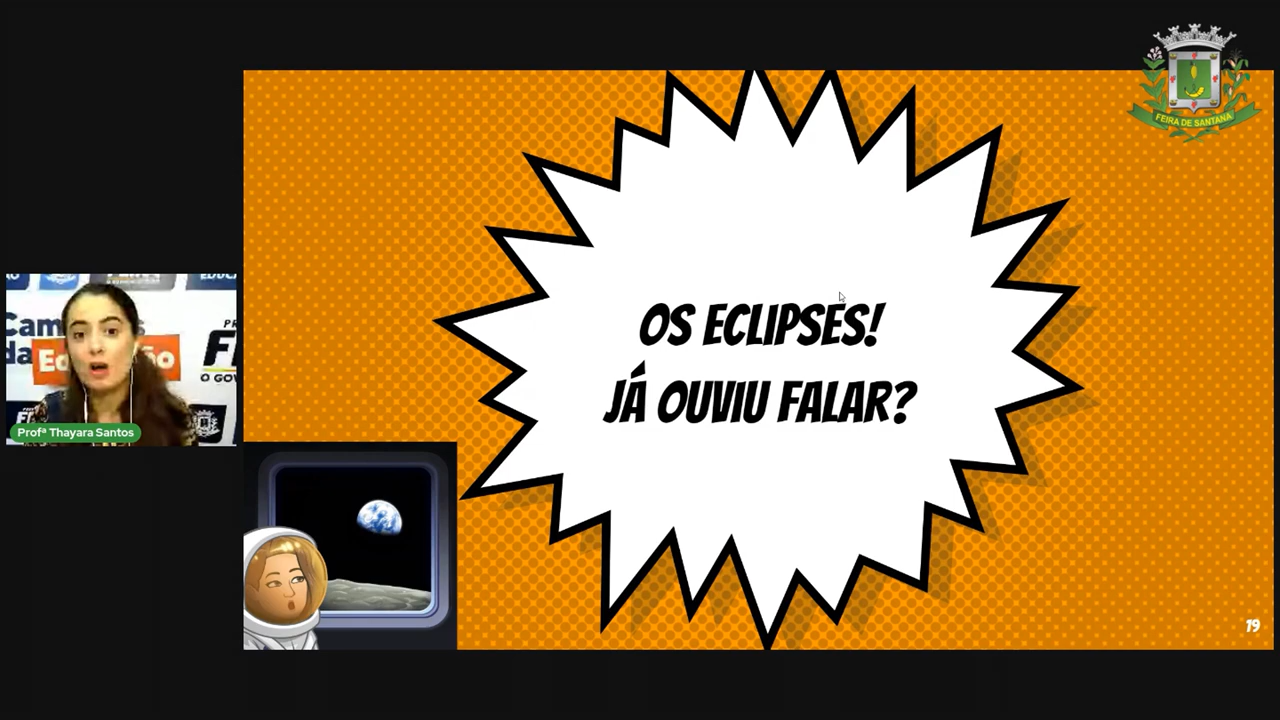 FEIRA DE SANTANA
OS ECLIPSES!
JÁ OUVIU FALAR?
Profª Thayara Santos
19